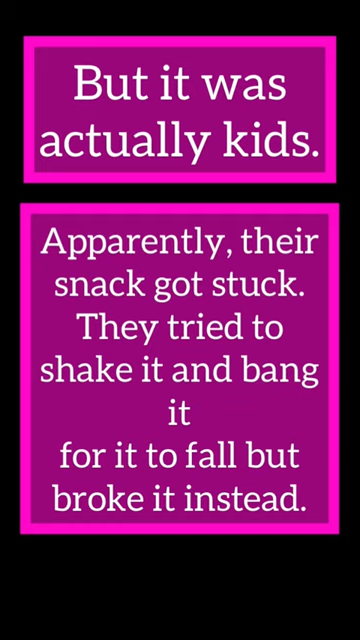 But it was
actually kids.
Apparently, their
snack got stuck.
They tried to
shake it and bang
it
for it to fall but
broke it instead.